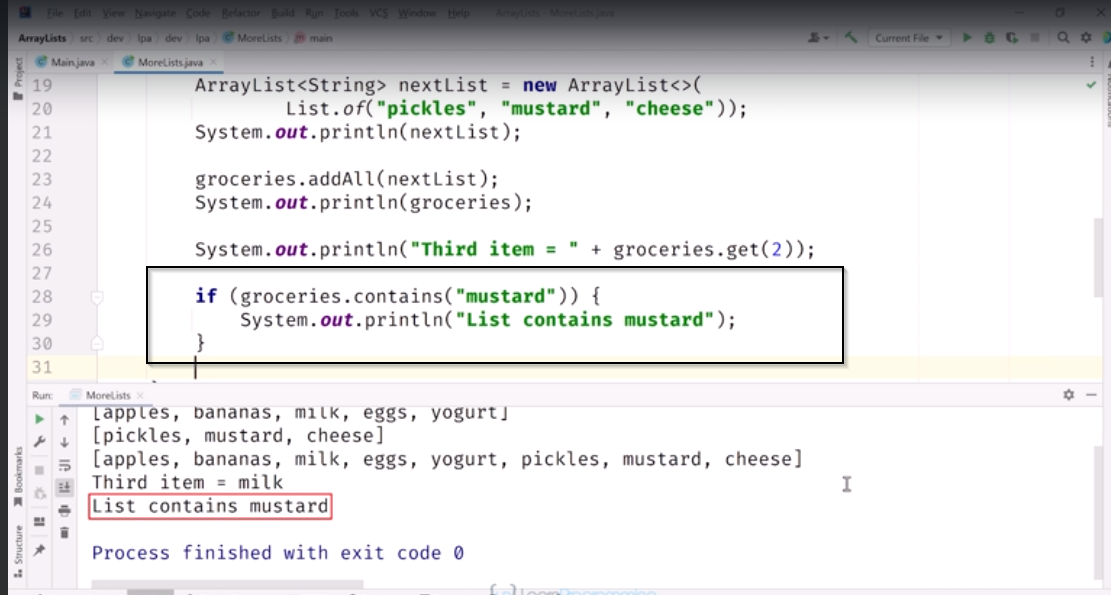 File Edit View Navigate Code Refactor Build Run Tools VCS Window Help ArrayLists - MoreLists.java
ArrayLists src dev lpa dev lpa MoreLists main Current File
Project
Main.java MoreLists.java
19 ArrayList<String> nextList = new ArrayList<>(
20 List.of("pickles", "mustard", "cheese"));
21 System.out.println(nextList);
22
23 groceries.addAll(nextList);
24 System.out.println(groceries);
25
26 System.out.println("Third item = " + groceries.get(2));
27
28 if (groceries.contains("mustard")) {
29 System.out.println("List contains mustard");
30 }
31
Run: MoreLists
[apples, bananas, milk, eggs, yogurt]
[pickles, mustard, cheese]
[apples, bananas, milk, eggs, yogurt, pickles, mustard, cheese]
Third item = milk
List contains mustard
Process finished with exit code 0
Bookmarks
Structure